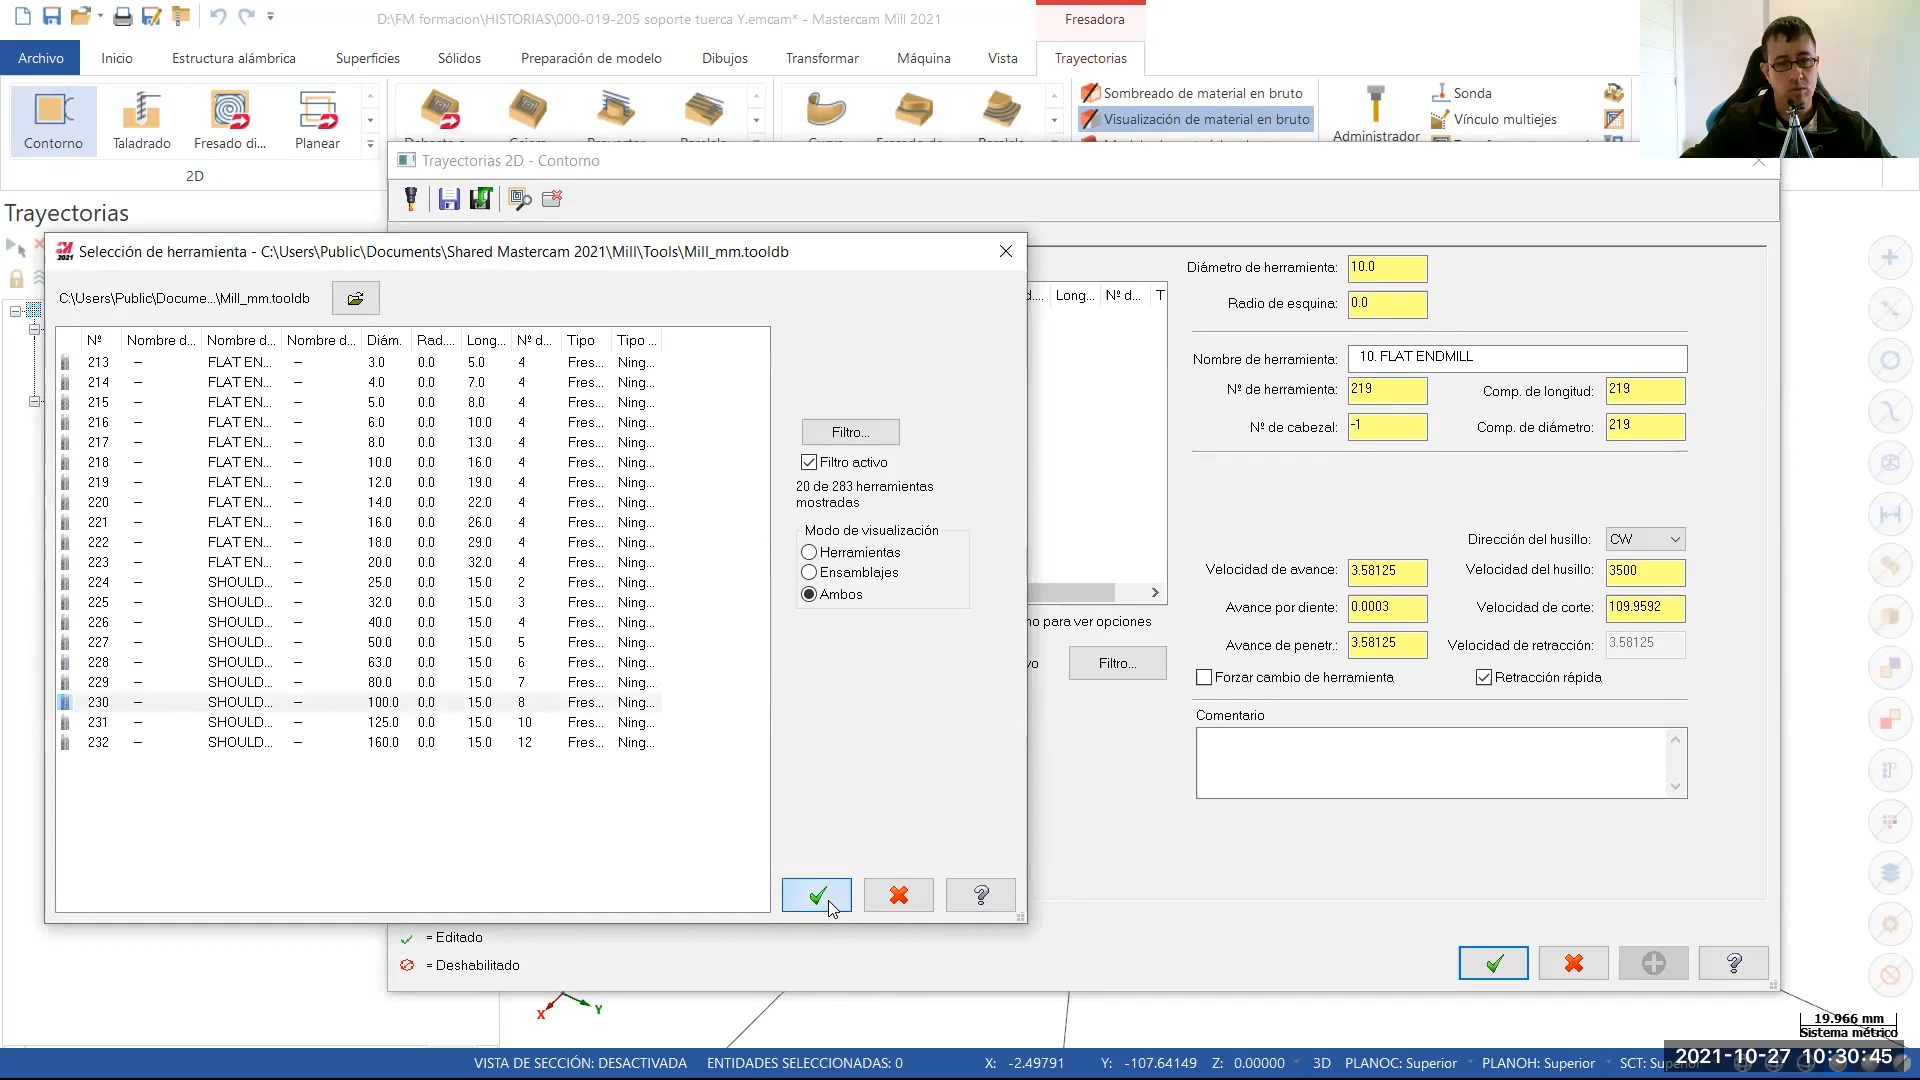 D:\FM formacion\HISTORIAS\000-019-205 soporte tuerca Y.emcam* - Mastercam Mill 2021
Fresadora
Archivo Inicio Estructura alámbrica Superficies Sólidos Preparación de modelo Dibujos Transformar Máquina Vista Trayectorias
Contorno Taladrado Fresado di... Planear
2D
Sombreado de material en bruto
Visualización de material en bruto
Administrador
Sonda
Vínculo multiejes
Trayectorias
Trayectorias 2D - Contorno
Selección de herramienta - C:\Users\Public\Documents\Shared Mastercam 2021\Mill\Tools\Mill_mm.tooldb
C:\Users\Public\Docume...\Mill_mm.tooldb
Nº Nombre d... Nombre d... Nombre d... Diám. Rad.... Long... Nº d... Tipo Tipo ...
213 – FLAT EN... – 3.0 0.0 5.0 4 Fres... Ning...
214 – FLAT EN... – 4.0 0.0 7.0 4 Fres... Ning...
215 – FLAT EN... – 5.0 0.0 8.0 4 Fres... Ning...
216 – FLAT EN... – 6.0 0.0 10.0 4 Fres... Ning...
217 – FLAT EN... – 8.0 0.0 13.0 4 Fres... Ning...
218 – FLAT EN... – 10.0 0.0 16.0 4 Fres... Ning...
219 – FLAT EN... – 12.0 0.0 19.0 4 Fres... Ning...
220 – FLAT EN... – 14.0 0.0 22.0 4 Fres... Ning...
221 – FLAT EN... – 16.0 0.0 26.0 4 Fres... Ning...
222 – FLAT EN... – 18.0 0.0 29.0 4 Fres... Ning...
223 – FLAT EN... – 20.0 0.0 32.0 4 Fres... Ning...
224 – SHOULD... – 25.0 0.0 15.0 2 Fres... Ning...
225 – SHOULD... – 32.0 0.0 15.0 3 Fres... Ning...
226 – SHOULD... – 40.0 0.0 15.0 4 Fres... Ning...
227 – SHOULD... – 50.0 0.0 15.0 5 Fres... Ning...
228 – SHOULD... – 63.0 0.0 15.0 6 Fres... Ning...
229 – SHOULD... – 80.0 0.0 15.0 7 Fres... Ning...
230 – SHOULD... – 100.0 0.0 15.0 8 Fres... Ning...
231 – SHOULD... – 125.0 0.0 15.0 10 Fres... Ning...
232 – SHOULD... – 160.0 0.0 15.0 12 Fres... Ning...
Filtro...
Filtro activo
20 de 283 herramientas
mostradas
Modo de visualización
Herramientas
Ensamblajes
Ambos
d.... Long... Nº d... T
no para ver opciones
vo Filtro...
Diámetro de herramienta: 10.0
Radio de esquina: 0.0
Nombre de herramienta: 10. FLAT ENDMILL
Nº de herramienta: 219 Comp. de longitud: 219
Nº de cabezal: -1 Comp. de diámetro: 219
Dirección del husillo: CW
Velocidad de avance: 3.58125 Velocidad del husillo: 3500
Avance por diente: 0.0003 Velocidad de corte: 109.9592
Avance de penetr.: 3.58125 Velocidad de retracción: 3.58125
Forzar cambio de herramienta Retracción rápida
Comentario
= Editado
= Deshabilitado
X Y
19.966 mm
Sistema métrico
VISTA DE SECCIÓN: DESACTIVADA ENTIDADES SELECCIONADAS: 0 X: -2.49791 Y: -107.64149 Z: 0.00000 3D PLANOC: Superior PLANOH: Superior SCT: Superior
2021-10-27 10:30:45